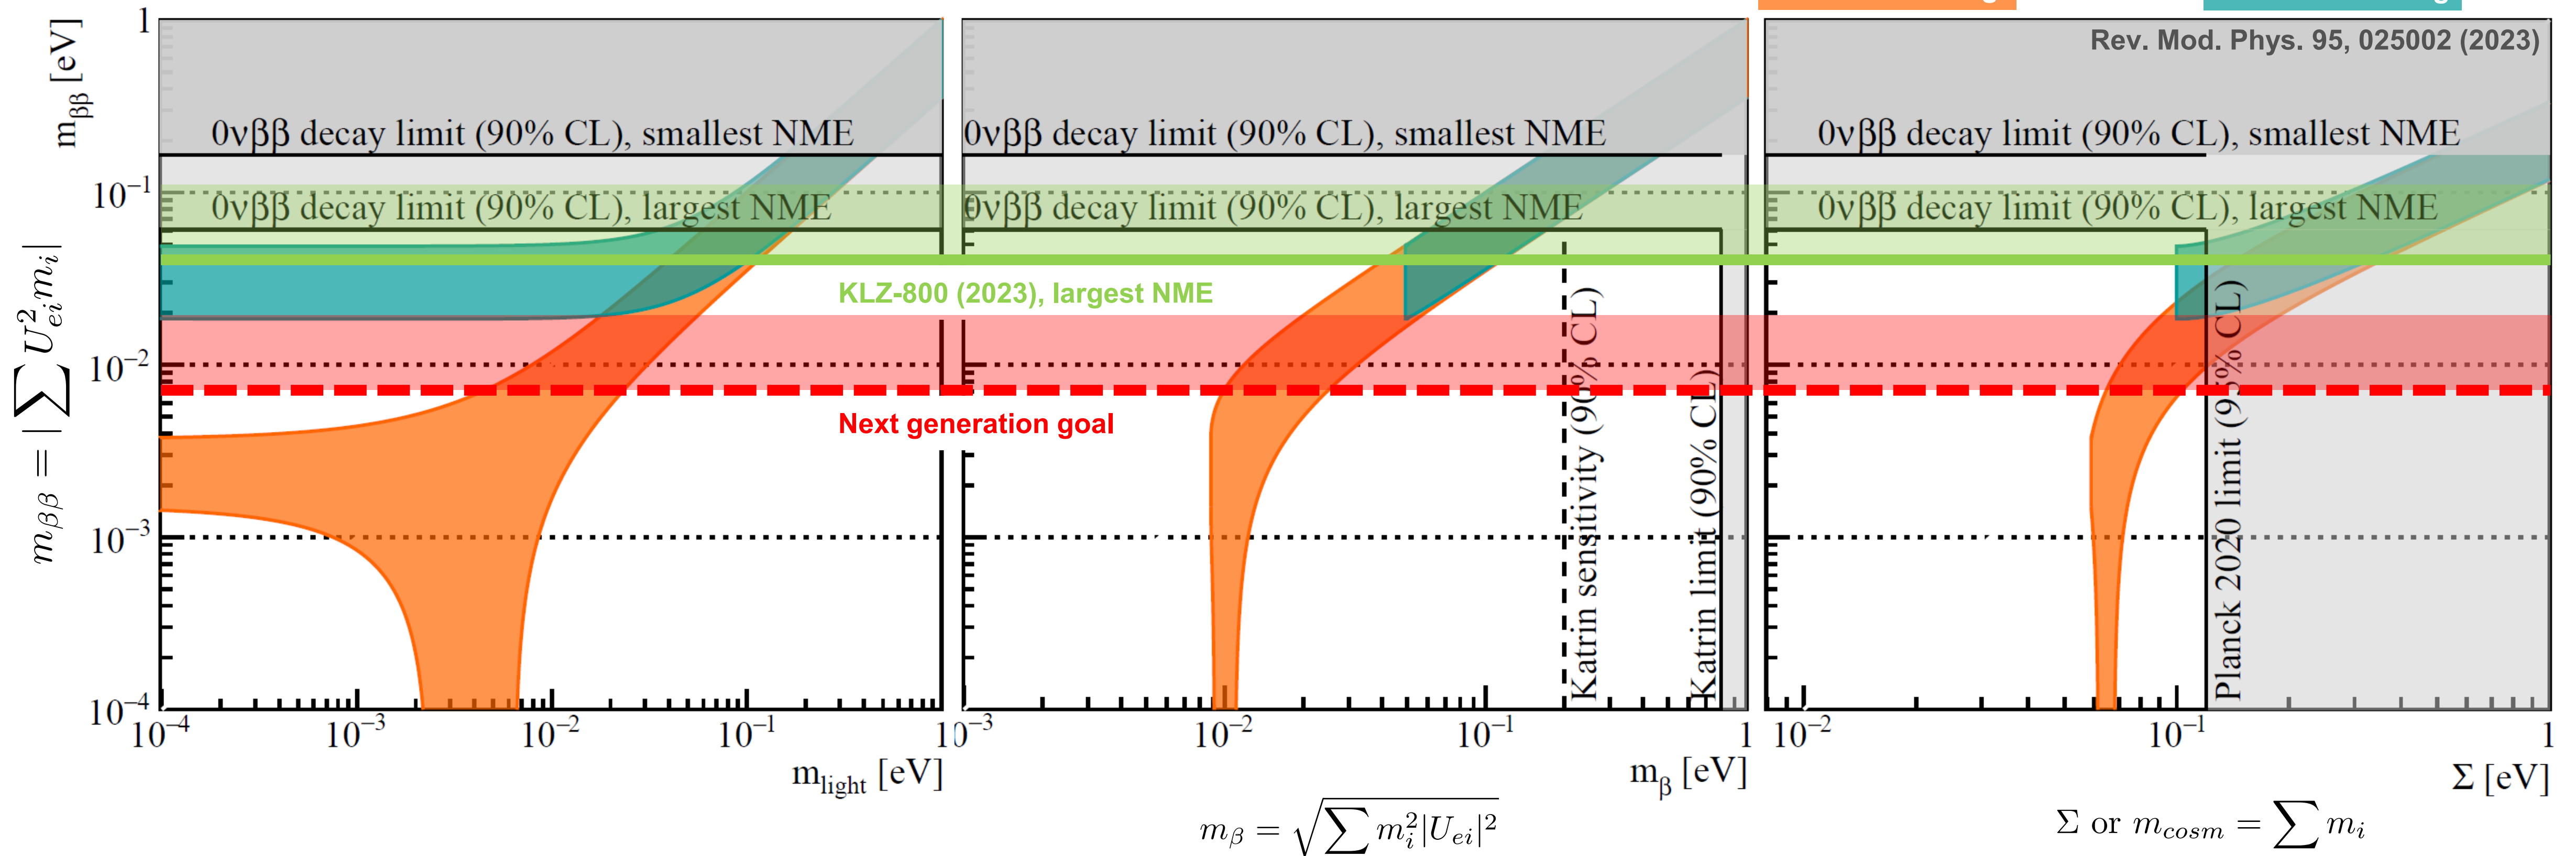 Rev. Mod. Phys. 95, 025002 (2023)
m_ββ [eV]
m_ββ = |∑ U²_ei m_i|
1
10⁻¹
10⁻²
10⁻³
10⁻⁴
0νββ decay limit (90% CL), smallest NME
0νββ decay limit (90% CL), largest NME
0νββ decay limit (90% CL), smallest NME
0νββ decay limit (90% CL), largest NME
0νββ decay limit (90% CL), smallest NME
0νββ decay limit (90% CL), largest NME
KLZ-800 (2023), largest NME
Next generation goal
Katrin sensitivity (90% CL)
Katrin limit (90% CL)
Planck 2020 limit (95% CL)
10⁻⁴ 10⁻³ 10⁻² 10⁻¹
10⁻³ 10⁻² 10⁻¹ 1
10⁻² 10⁻¹ 1
m_light [eV]
m_β [eV]
Σ [eV]
m_β = √∑ m_i²|U_ei|²
Σ or m_cosm = ∑ m_i